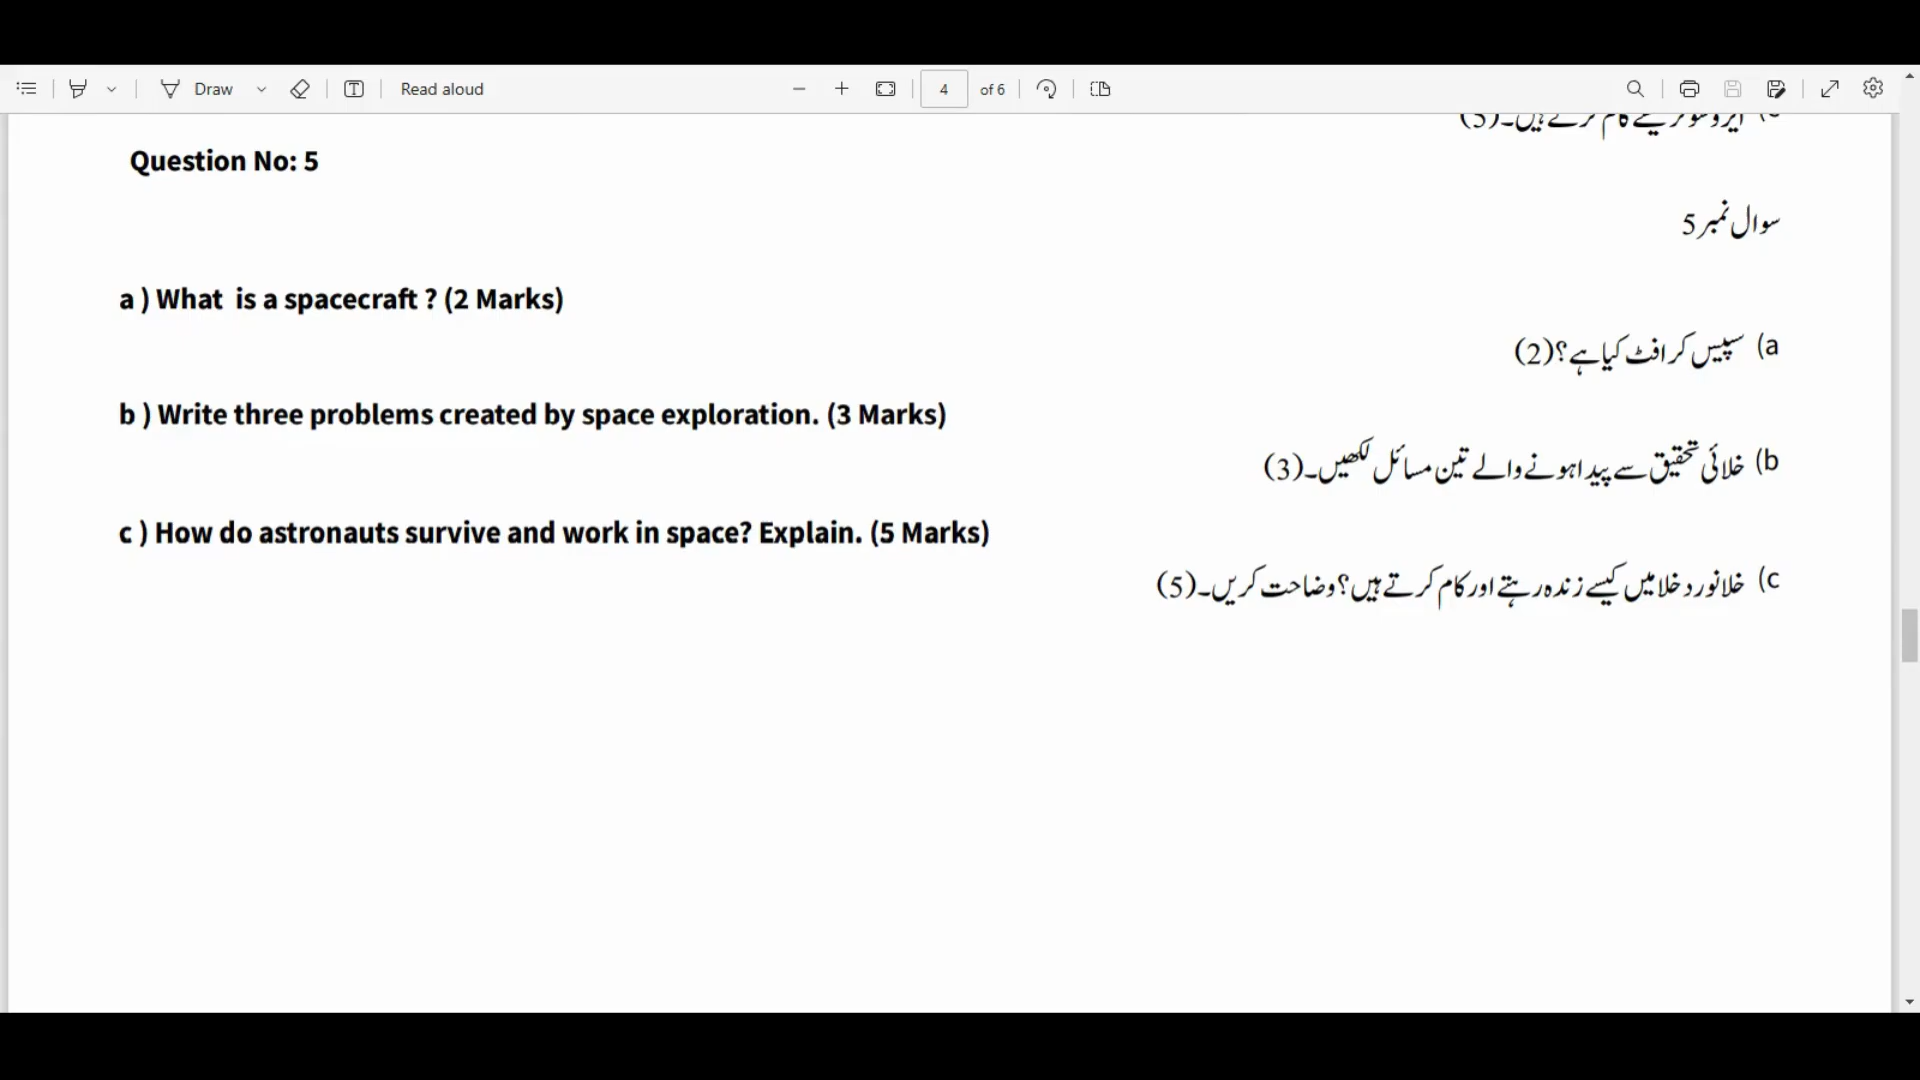 Draw
Read aloud
4 of 6
Question No: 5
سوال نمبر 5
a ) What is a spacecraft ? (2 Marks)
a) سپیس کرافٹ کیا ہے؟ (2)
b ) Write three problems created by space exploration. (3 Marks)
b) خلائی تحقیق سے پیدا ہونے والے تین مسائل لکھیں۔ (3)
c ) How do astronauts survive and work in space? Explain. (5 Marks)
c) خلا نورد خلا میں کیسے زندہ رہتے اور کام کرتے ہیں؟ وضاحت کریں۔ (5)